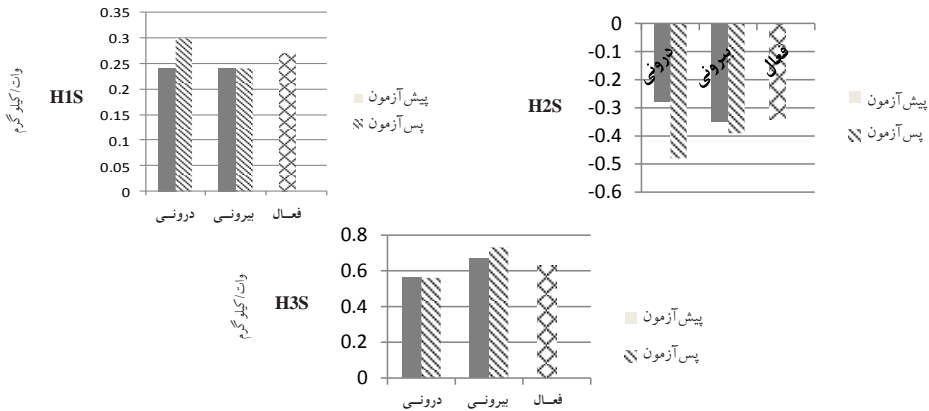 0.35
0.3
0.25
0.2
0.15
0.1
0.05
0
وات/کیلوگرم
H1S
درونی
بیرونی
فعال
پیش‌آزمون
پس‌آزمون
H2S
0
-0.1
-0.2
-0.3
-0.4
-0.5
-0.6
درونی
بیرونی
فعال
پیش‌آزمون
پس‌آزمون
وات/کیلوگرم
H3S
0.8
0.6
0.4
0.2
0
درونی
بیرونی
فعال
پیش‌آزمون
پس‌آزمون